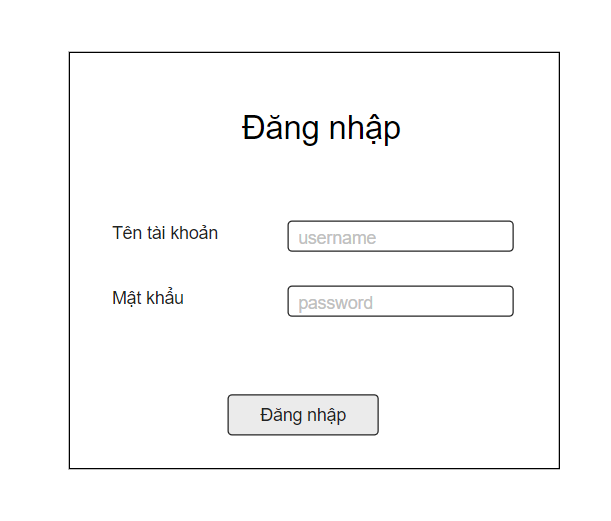 Đăng nhập
Tên tài khoản
username
Mật khẩu
password
Đăng nhập